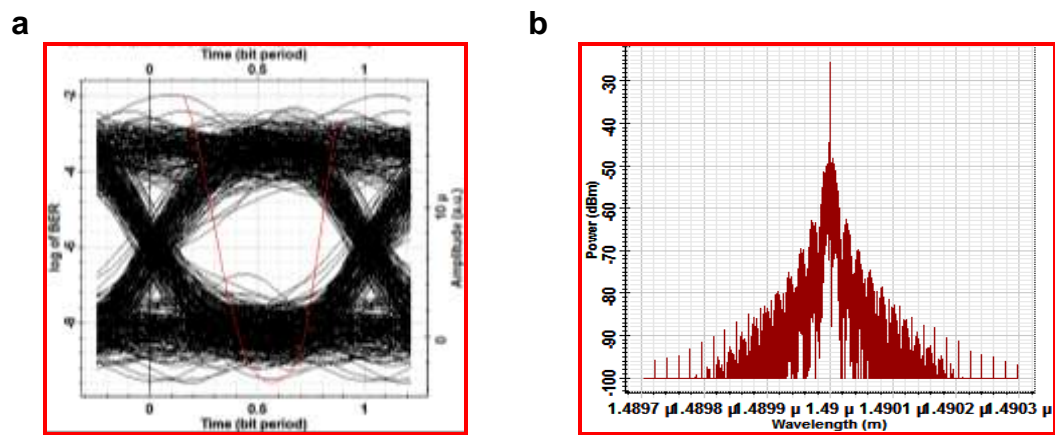 a
b
Time (bit period)
0 0.5 1
-2
-4
-6
-8
log of BER
10 µ
0
Amplitude (a.u.)
0 0.5 1
Time (bit period)
-30
-40
-50
-60
-70
-80
-90
-100
Power (dBm)
1.4897 µ 1.4898 µ 1.4899 µ 1.49 µ 1.4901 µ 1.4902 µ 1.4903 µ
Wavelength (m)